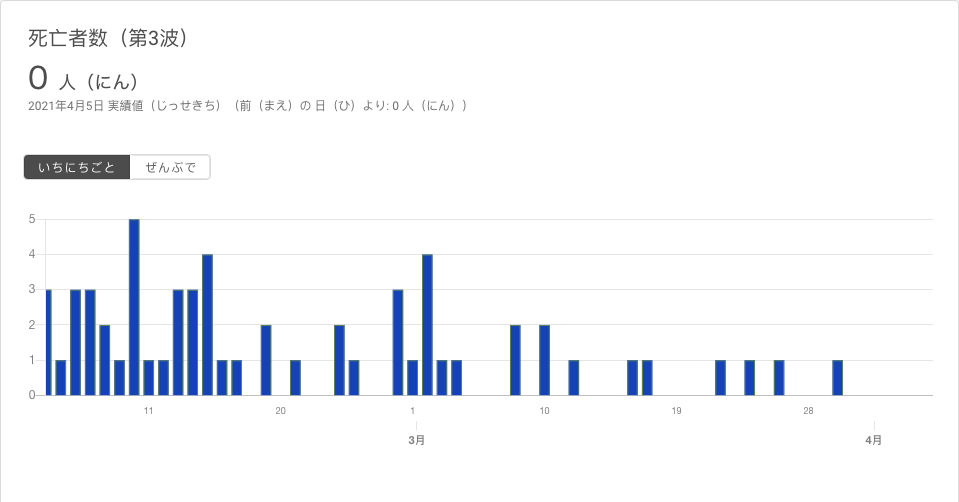 死亡者数（第3波）
0 人（にん）
2021年4月5日 実績値（じっせきち）（前（まえ）の 日（ひ）より: 0 人（にん））
いちにちごと ぜんぶで
5
4
3
2
1
0
11 20 1 10 19 28
3月 4月